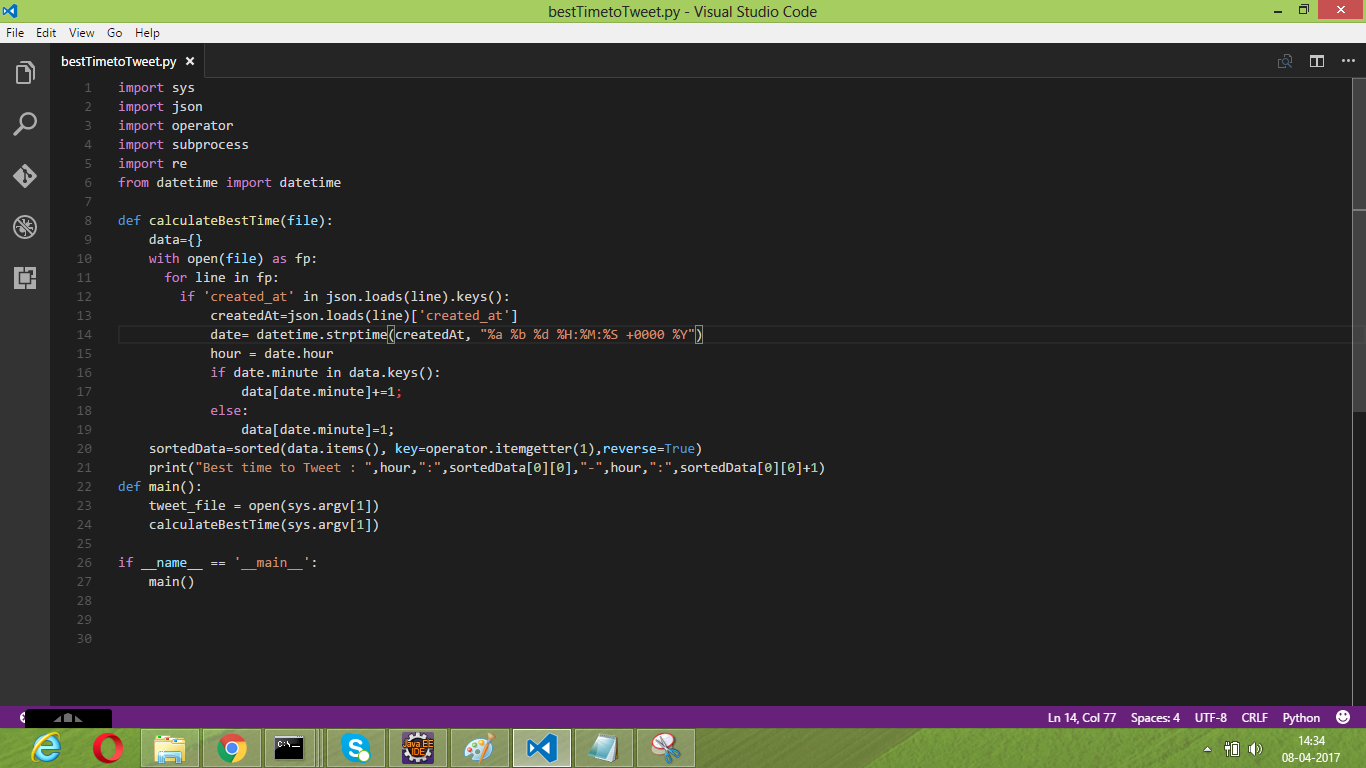 bestTimetoTweet.py - Visual Studio Code
File Edit View Go Help
bestTimetoTweet.py
1 import sys
2 import json
3 import operator
4 import subprocess
5 import re
6 from datetime import datetime
7
8 def calculateBestTime(file):
9 data={}
10 with open(file) as fp:
11 for line in fp:
12 if 'created_at' in json.loads(line).keys():
13 createdAt=json.loads(line)['created_at']
14 date= datetime.strptime(createdAt, "%a %b %d %H:%M:%S +0000 %Y")
15 hour = date.hour
16 if date.minute in data.keys():
17 data[date.minute]+=1;
18 else:
19 data[date.minute]=1;
20 sortedData=sorted(data.items(), key=operator.itemgetter(1),reverse=True)
21 print("Best time to Tweet : ",hour,":",sortedData[0][0],"-",hour,":",sortedData[0][0]+1)
22 def main():
23 tweet_file = open(sys.argv[1])
24 calculateBestTime(sys.argv[1])
25
26 if __name__ == '__main__':
27 main()
28
29
30
Ln 14, Col 77 Spaces: 4 UTF-8 CRLF Python
C:\_
Java EE
IDE
14:34
08-04-2017